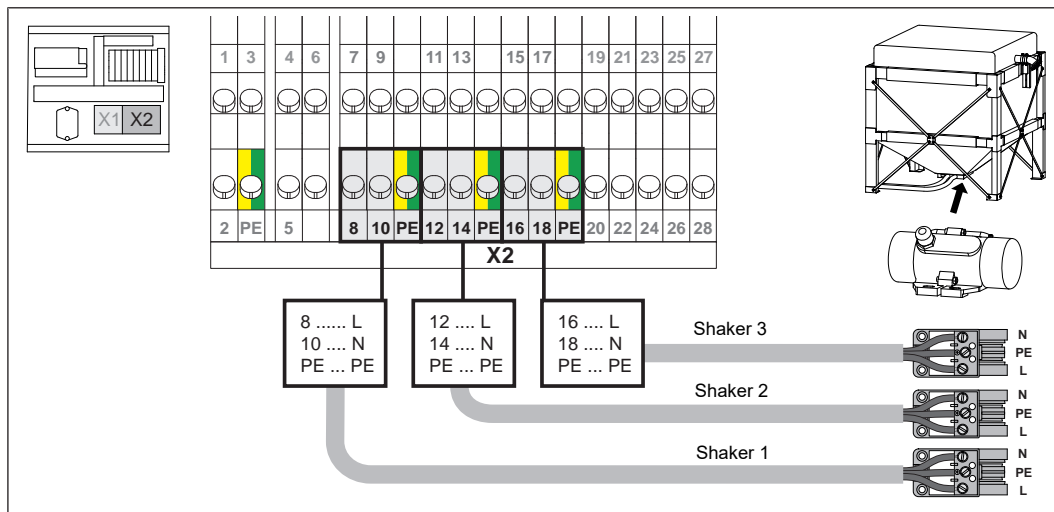 X1 X2
1 3 4 6 7 9 11 13 15 17 19 21 23 25 27
2 PE 5 8 10 PE 12 14 PE 16 18 PE 20 22 24 26 28
X2
8 ...... L
10 .... N
PE ... PE
12 .... L
14 .... N
PE ... PE
16 .... L
18 .... N
PE ... PE
Shaker 3
N
PE
L
Shaker 2
N
PE
L
Shaker 1
N
PE
L